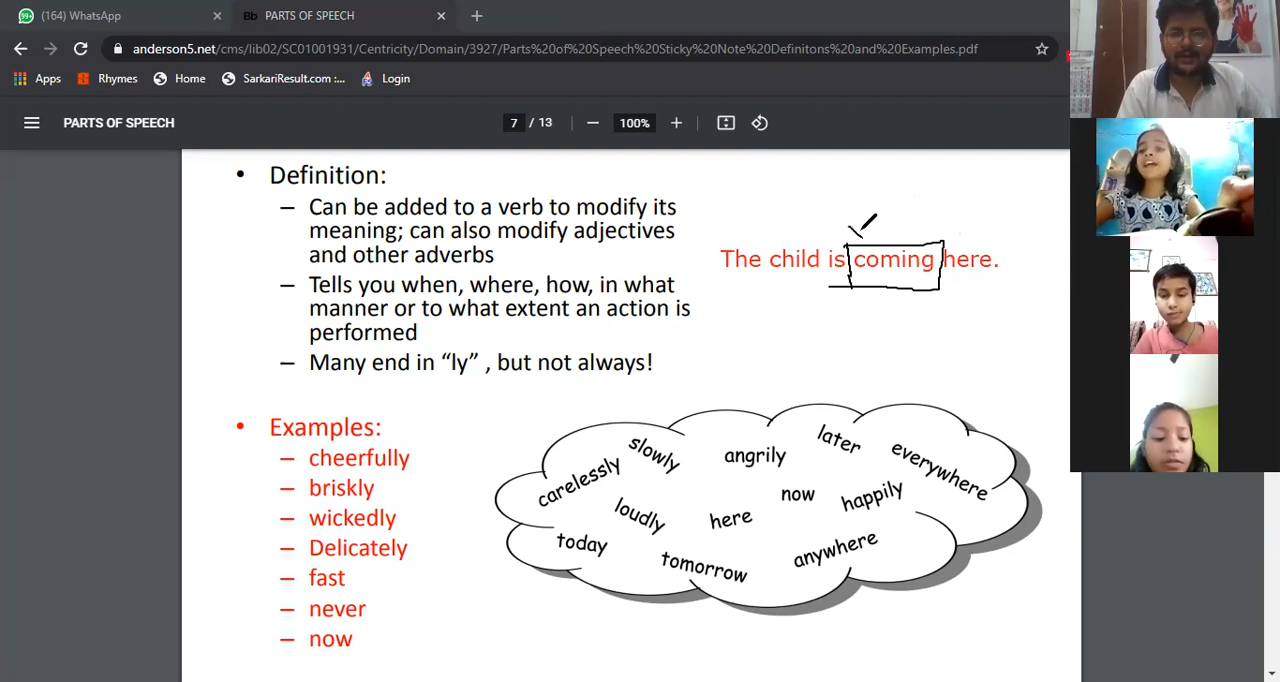 99+ (164) WhatsApp
Bb PARTS OF SPEECH
anderson5.net/cms/lib02/SC01001931/Centricity/Domain/3927/Parts%20of%20Speech%20Sticky%20Note%20Definitons%20and%20Examples.pdf
Apps Rhymes Home SarkariResult.com :... Login
PARTS OF SPEECH 7 / 13 100%
• Definition:
– Can be added to a verb to modify its
meaning; can also modify adjectives
and other adverbs
– Tells you when, where, how, in what
manner or to what extent an action is
performed
– Many end in “ly” , but not always!
The child is coming here.
• Examples:
– cheerfully
– briskly
– wickedly
– Delicately
– fast
– never
– now
slowly
carelessly
angrily
later
everywhere
now
happily
loudly
here
today
tomorrow
anywhere